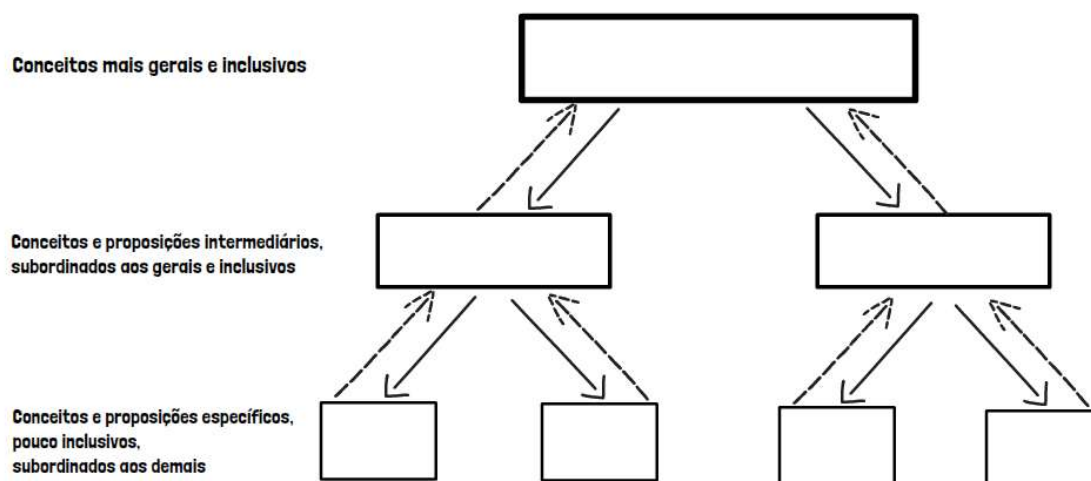 Conceitos mais gerais e inclusivos
Conceitos e proposições intermediários,
subordinados aos gerais e inclusivos
Conceitos e proposições específicos,
pouco inclusivos,
subordinados aos demais